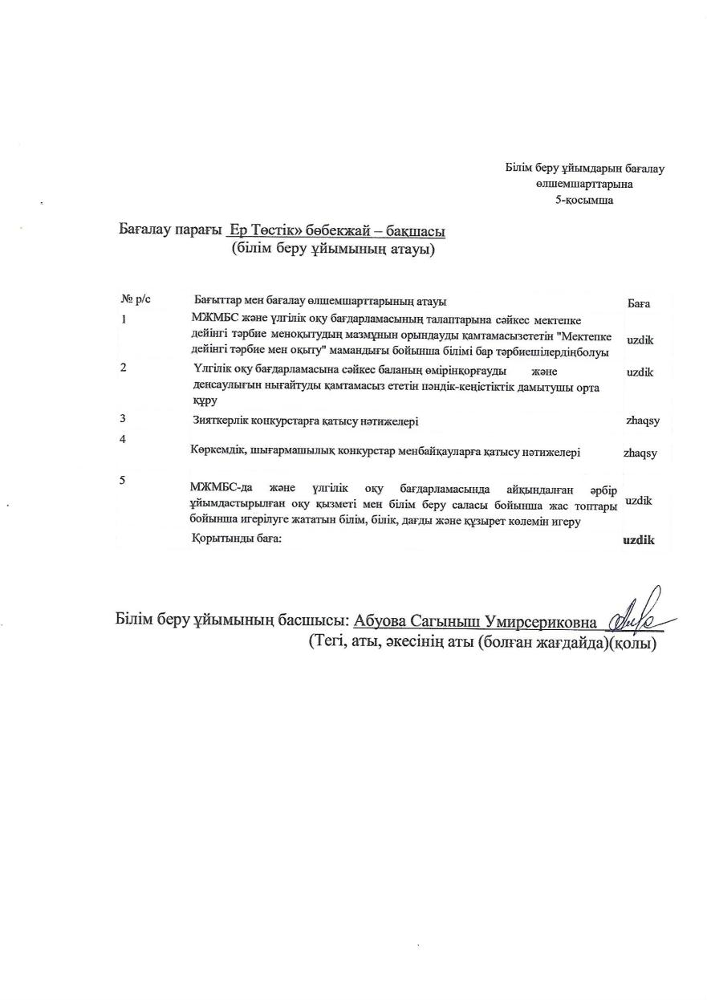 Білім беру ұйымдарын бағалау
өлшемшарттарына
5-қосымша
Бағалау парағы  Ер Төстік» бөбекжай – бақшасы
(білім беру ұйымының атауы)
№ р/с Бағыттар мен бағалау өлшемшарттарының атауы Баға
1 МЖМБС және үлгілік оқу бағдарламасының талаптарына сәйкес мектепке
дейінгі тәрбие меноқытудың мазмұнын орындауды қамтамасызететін "Мектепке uzdik
дейінгі тәрбие мен оқыту" мамандығы бойынша білімі бар тәрбиешілердіңболуы
2 Үлгілік оқу бағдарламасына сәйкес баланың өмірінқорғауды және uzdik
денсаулығын нығайтуды қамтамасыз ететін пәндік-кеңістіктік дамытушы орта
құру
3 Зияткерлік конкурстарға қатысу нәтижелері zhaqsy
4
Көркемдік, шығармашылық конкурстар менбайқауларға қатысу нәтижелері zhaqsy
5
МЖМБС-да және үлгілік оқу бағдарламасында айқындалған әрбір
ұйымдастырылған оқу қызметі мен білім беру саласы бойынша жас топтары uzdik
бойынша игерілуге жататын білім, білік, дағды және құзырет көлемін игеру
Қорытынды баға: uzdik
Білім беру ұйымының басшысы: Абуова Сагыныш Умирсериковна
(Тегі, аты, әкесінің аты (болған жағдайда)(қолы)